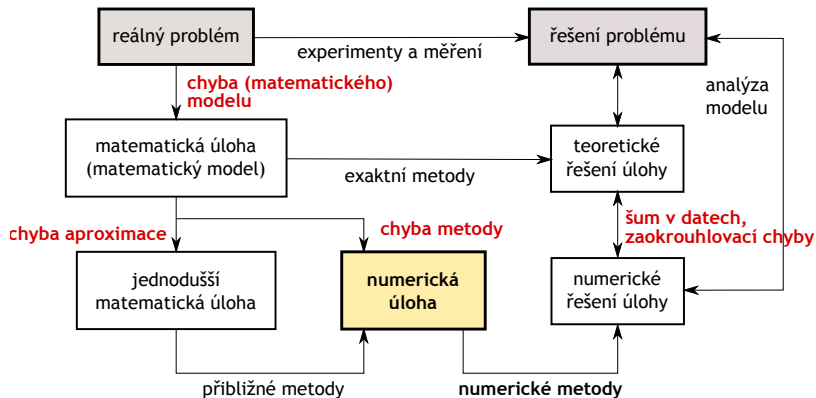 reálný problém
experimenty a měření
řešení problému
chyba (matematického)
modelu
analýza
modelu
matematická úloha
(matematický model)
exaktní metody
teoretické
řešení úlohy
chyba aproximace
chyba metody
šum v datech,
zaokrouhlovací chyby
jednodušší
matematická úloha
numerická
úloha
numerické
řešení úlohy
přibližné metody
numerické metody